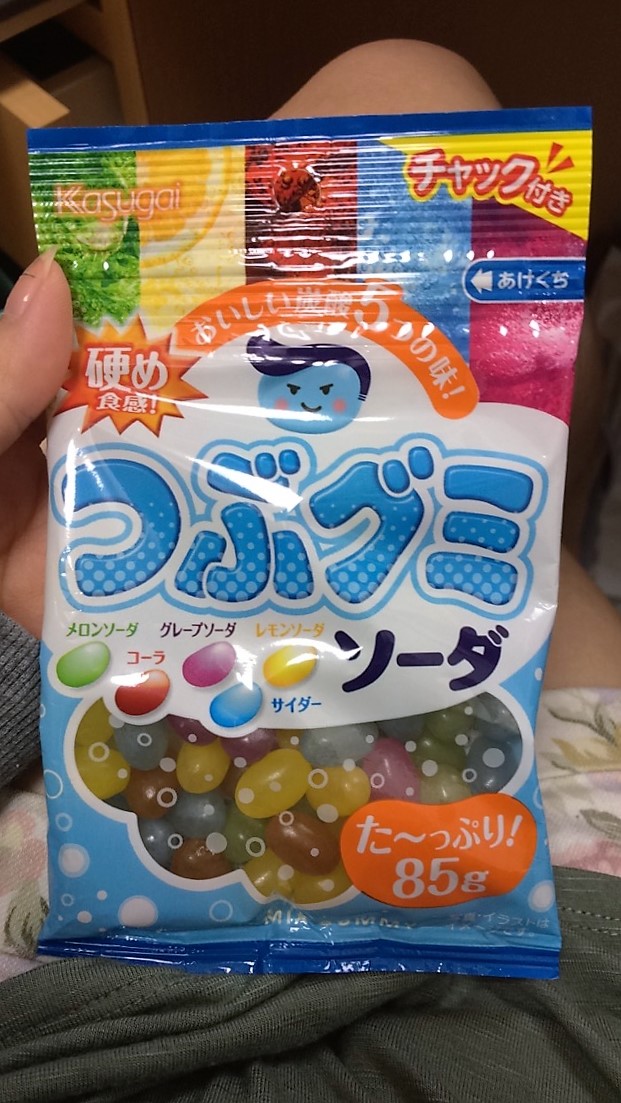 Kasugai
チャック付き
あけくち
おいしい炭酸5つの味!
硬め
食感!
つぶグミ
メロンソーダ グレープソーダ レモンソーダ
ソーダ
コーラ
サイダー
た〜っぷり!
85g